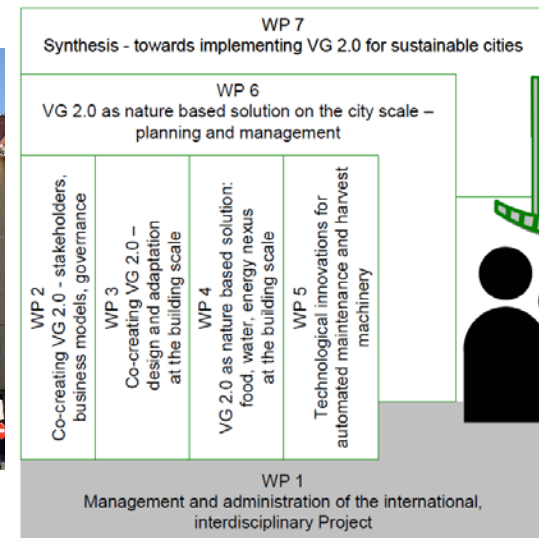 WP 7
Synthesis - towards implementing VG 2.0 for sustainable cities
WP 6
VG 2.0 as nature based solution on the city scale –
planning and management
WP 2
Co-creating VG 2.0 - stakeholders,
business models, governance
WP 3
Co-creating VG 2.0 –
design and adaptation
at the building scale
WP 4
VG 2.0 as nature based solution:
food, water, energy nexus
at the building scale
WP 5
Technological innovations for
automated maintenance and harvest
machinery
WP 1
Management and administration of the international,
interdisciplinary Project